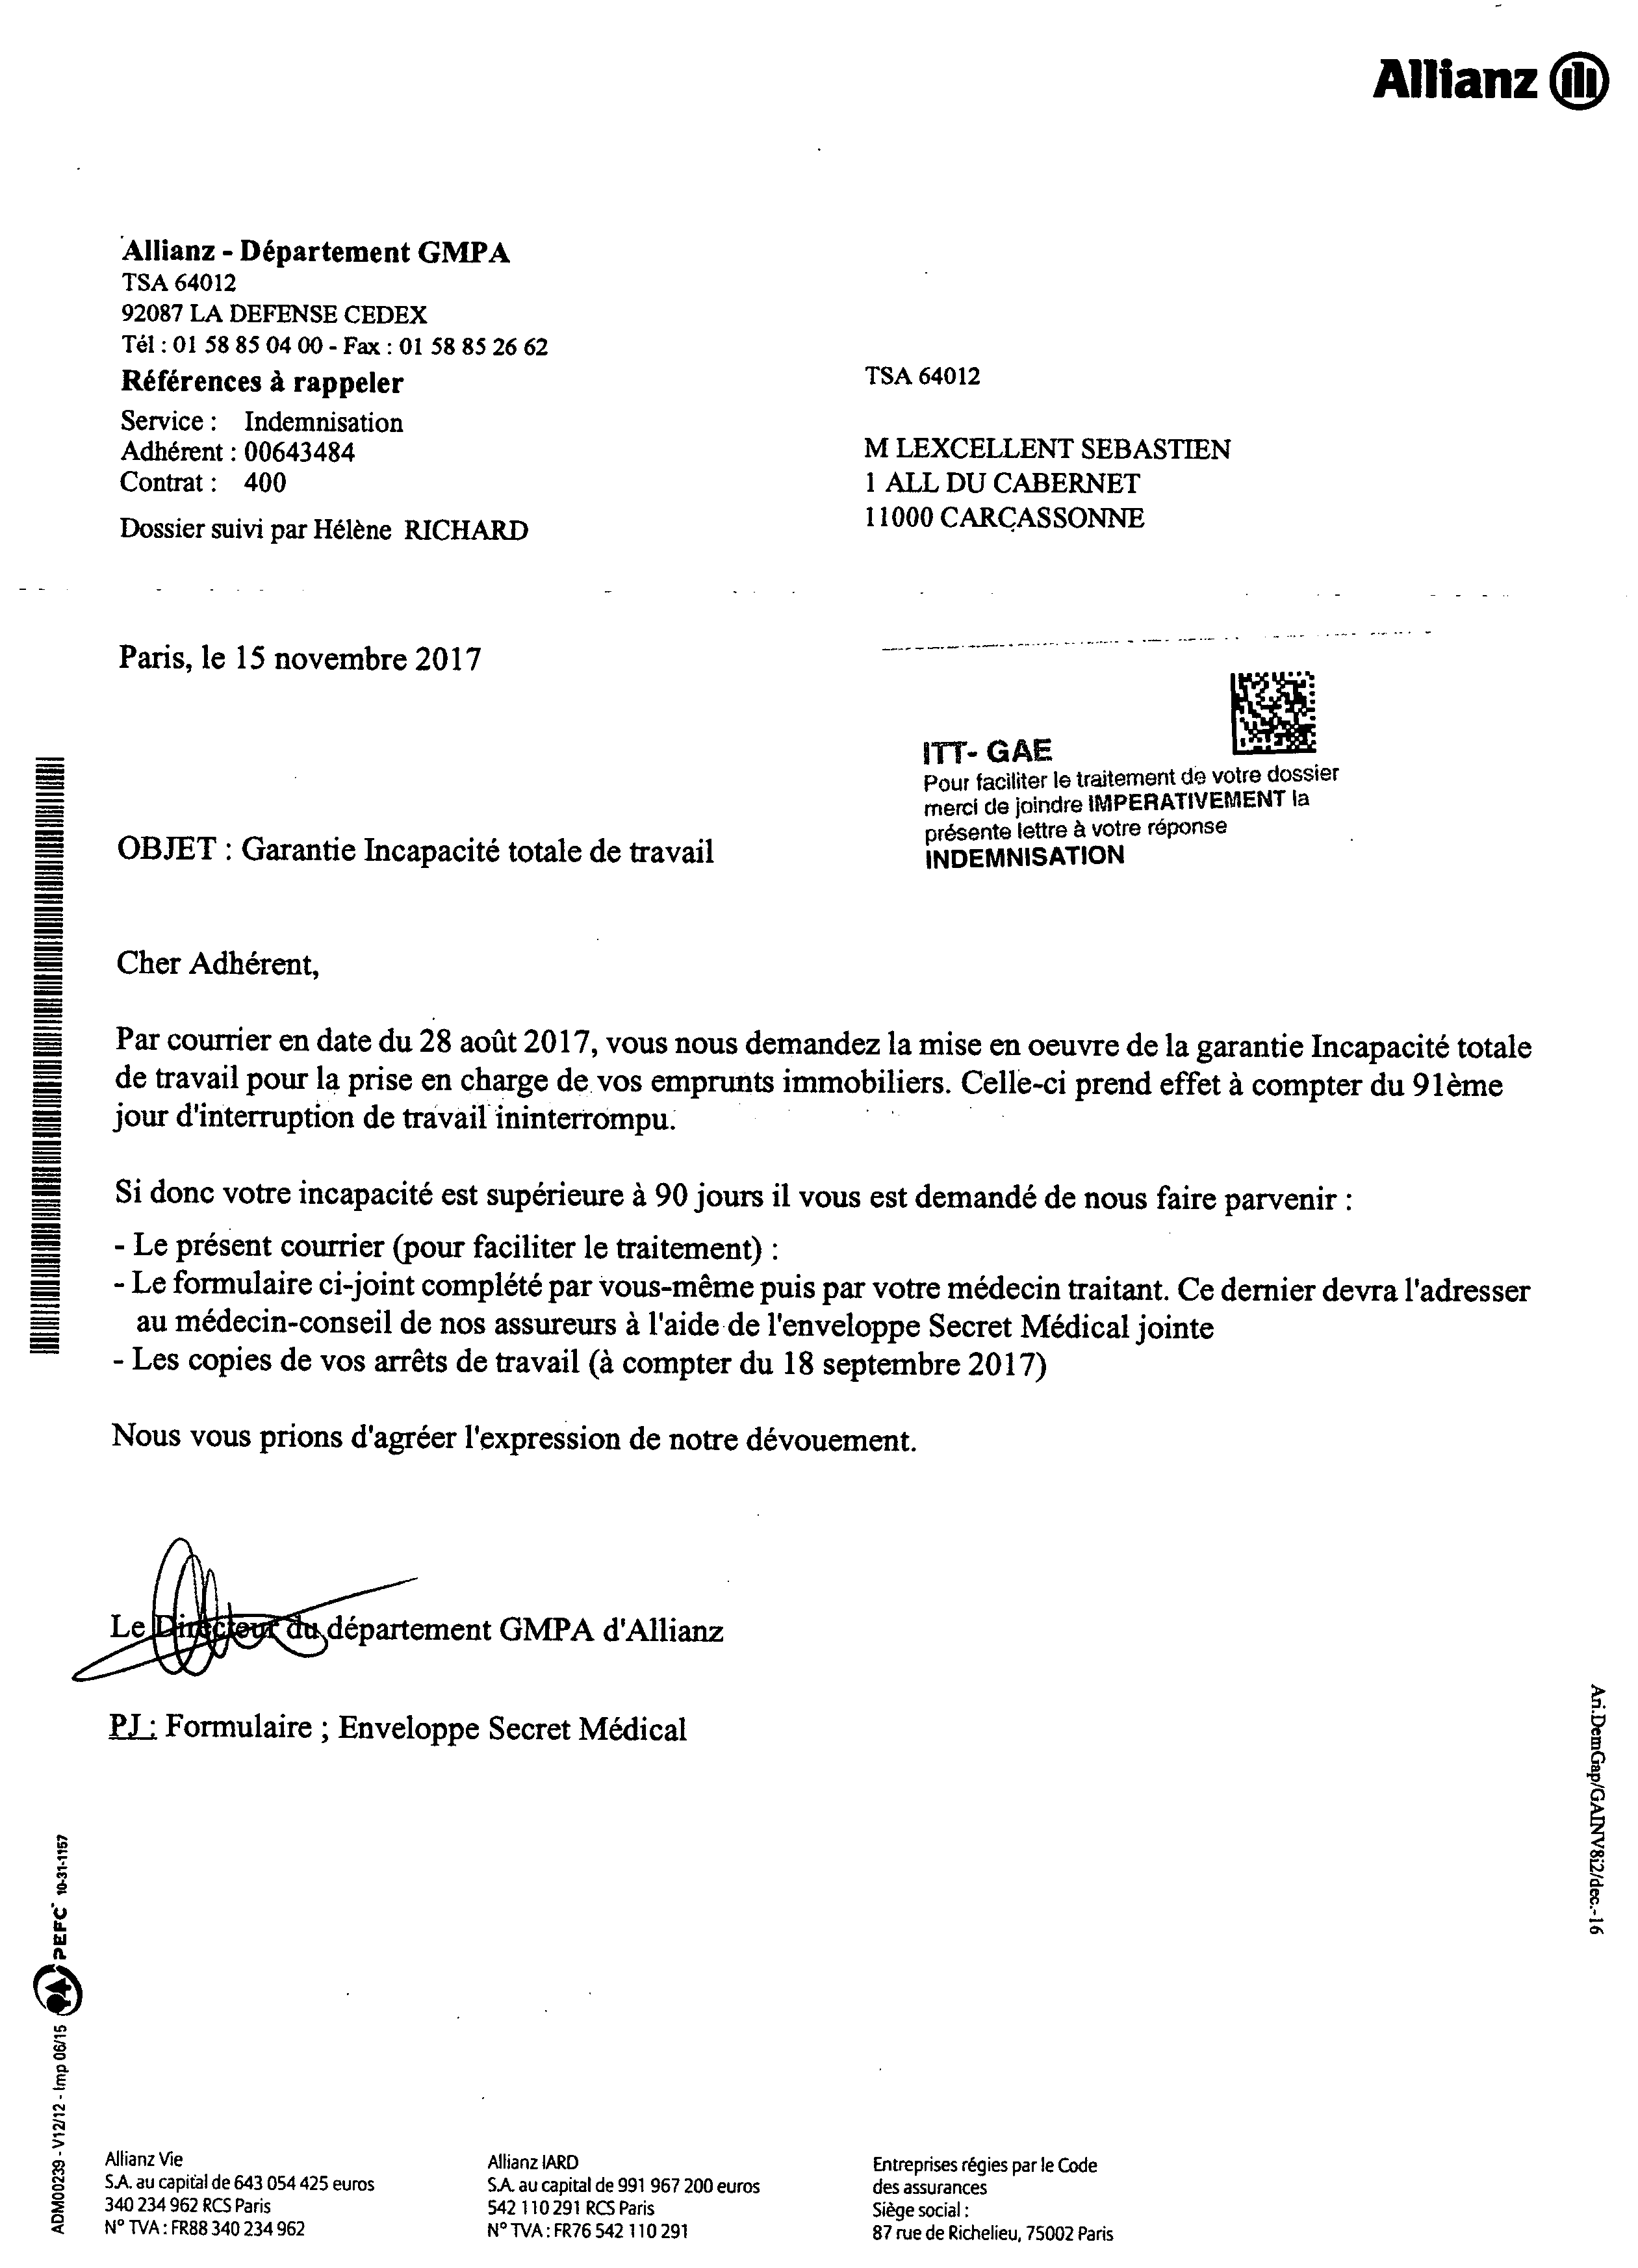 Allianz
Allianz - Département GMPA
TSA 64012
92087 LA DEFENSE CEDEX
Tél : 01 58 85 04 00 - Fax : 01 58 85 26 62
Références à rappeler
Service : Indemnisation
Adhérent : 00643484
Contrat : 400
Dossier suivi par Hélène RICHARD
TSA 64012
M LEXCELLENT SEBASTIEN
1 ALL DU CABERNET
11000 CARCASSONNE
Paris, le 15 novembre 2017
ITT- GAE
Pour faciliter le traitement de votre dossier
merci de joindre IMPERATIVEMENT la
présente lettre à votre réponse
INDEMNISATION
OBJET : Garantie Incapacité totale de travail
Cher Adhérent,
Par courrier en date du 28 août 2017, vous nous demandez la mise en oeuvre de la garantie Incapacité totale
de travail pour la prise en charge de vos emprunts immobiliers. Celle-ci prend effet à compter du 91ème
jour d'interruption de travail ininterrompu.
Si donc votre incapacité est supérieure à 90 jours il vous est demandé de nous faire parvenir :
- Le présent courrier (pour faciliter le traitement) :
- Le formulaire ci-joint complété par vous-même puis par votre médecin traitant. Ce dernier devra l'adresser
au médecin-conseil de nos assureurs à l'aide de l'enveloppe Secret Médical jointe
- Les copies de vos arrêts de travail (à compter du 18 septembre 2017)
Nous vous prions d'agréer l'expression de notre dévouement.
Le Directeur du département GMPA d'Allianz
PJ : Formulaire ; Enveloppe Secret Médical
Ari.DemGap/GAINV8i2/dec.-16
ADM00239 - V12/12 - Imp 06/15 PEFC 10-31-1157
Allianz Vie
S.A. au capital de 643 054 425 euros
340 234 962 RCS Paris
N° TVA : FR88 340 234 962
Allianz IARD
S.A. au capital de 991 967 200 euros
542 110 291 RCS Paris
N° TVA : FR76 542 110 291
Entreprises régies par le Code
des assurances
Siège social :
87 rue de Richelieu, 75002 Paris